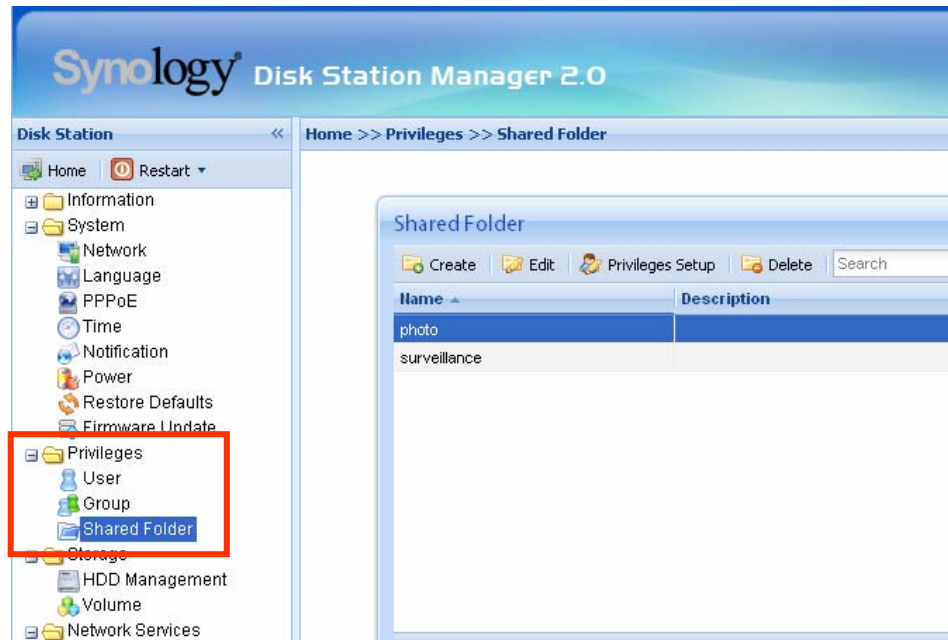 Synology Disk Station Manager 2.0
Disk Station «
Home >> Privileges >> Shared Folder
Home Restart
Information
System
Network
Language
PPPoE
Time
Notification
Power
Restore Defaults
Firmware Update
Privileges
User
Group
Shared Folder
Storage
HDD Management
Volume
Network Services
Shared Folder
Create Edit Privileges Setup Delete Search
Name Description
photo
surveillance